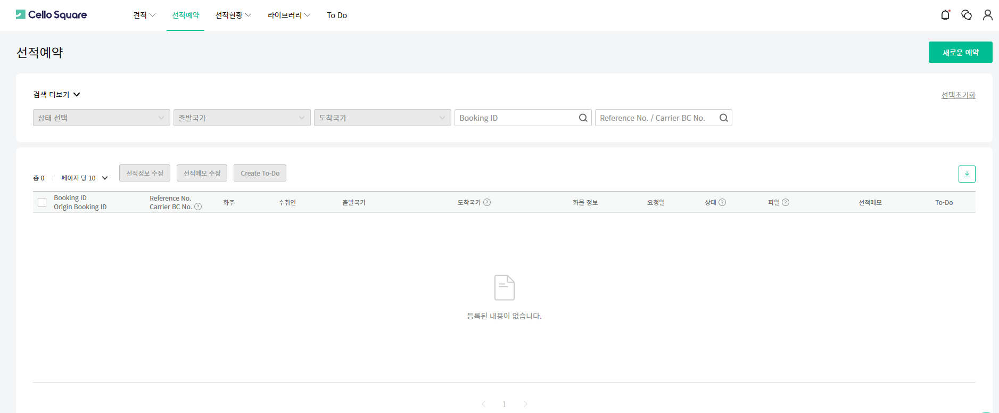 Cello Square
견적
선적예약
선적현황
라이브러리
To Do
선적예약
새로운 예약
검색 더보기
선택초기화
상태 선택
출발국가
도착국가
Booking ID
Reference No. / Carrier BC No.
총 0
페이지 당 10
선적정보 수정
선적메모 수정
Create To-Do
Booking ID
Origin Booking ID
Reference No.
Carrier BC No. ?
화주
수취인
출발국가
도착국가 ?
화물 정보
요청일
상태 ?
파일 ?
선적메모
To-Do
등록된 내용이 없습니다.
1